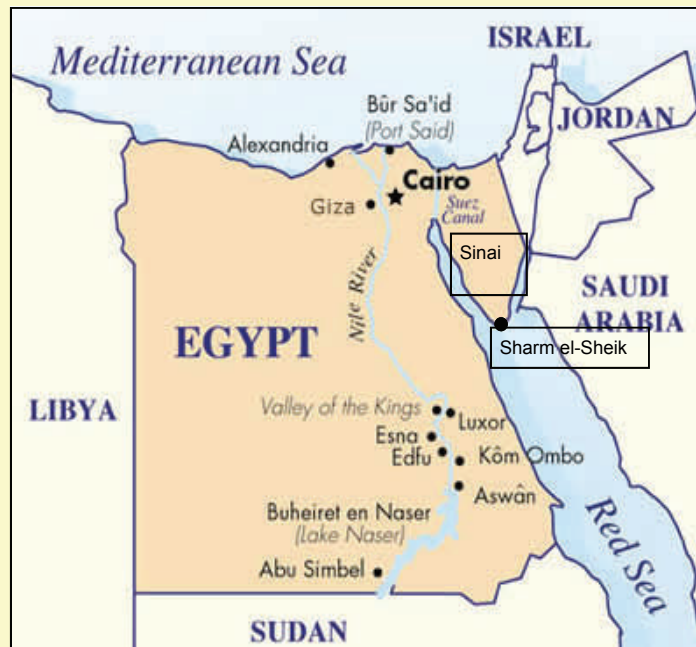 ISRAEL
Mediterranean Sea
Bûr Sa'id
(Port Said)
JORDAN
Alexandria
Cairo
Giza
Suez
Canal
Sinai
Nile River
SAUDI
ARABIA
Sharm el-Sheik
EGYPT
LIBYA
Valley of the Kings
Luxor
Esna
Edfu
Kôm Ombo
Aswân
Buheiret en Naser
(Lake Naser)
Red Sea
Abu Simbel
SUDAN